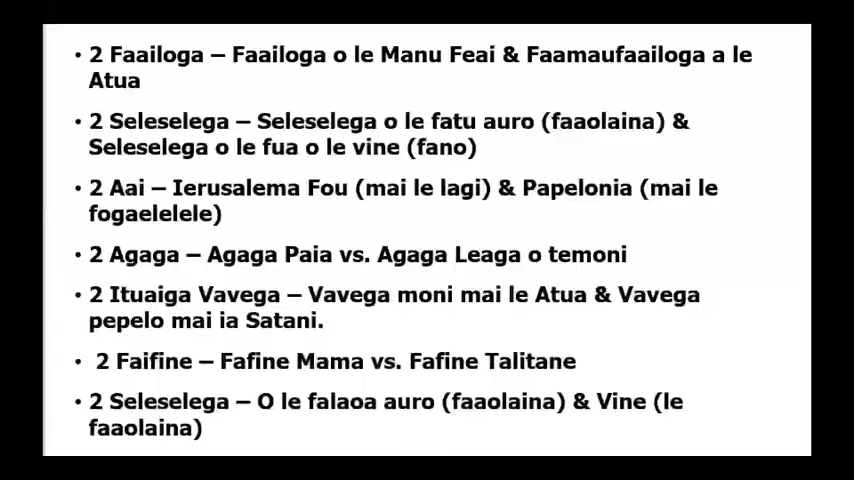 • 2 Faailoga – Faailoga o le Manu Feai & Faamaufaailoga a le
Atua
• 2 Seleselega – Seleselega o le fatu auro (faaolaina) &
Seleselega o le fua o le vine (fano)
• 2 Aai – Ierusalema Fou (mai le lagi) & Papelonia (mai le
fogaelelele)
• 2 Agaga – Agaga Paia vs. Agaga Leaga o temoni
• 2 Ituaiga Vavega – Vavega moni mai le Atua & Vavega
pepelo mai ia Satani.
• 2 Faifine – Fafine Mama vs. Fafine Talitane
• 2 Seleselega – O le falaoa auro (faaolaina) & Vine (le
faaolaina)